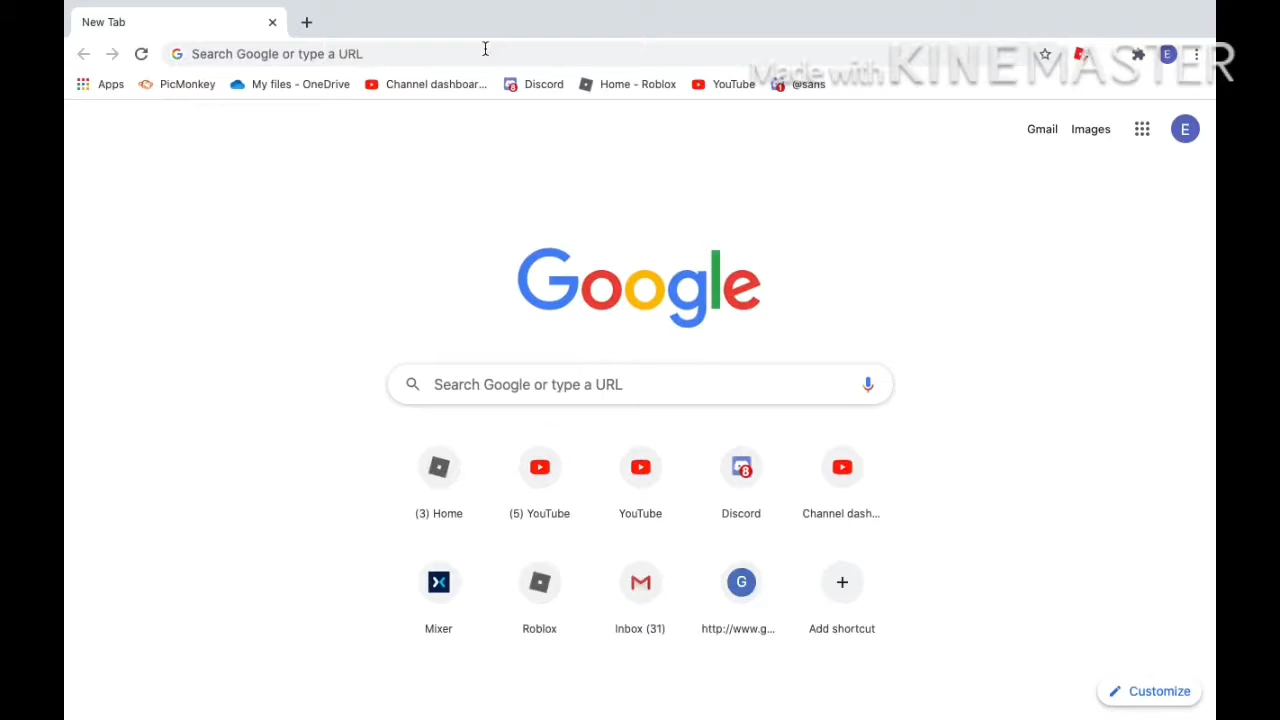 New Tab
Search Google or type a URL
E
Made with KINEMASTER
Apps PicMonkey My files - OneDrive Channel dashboar... Discord Home - Roblox YouTube @sans
Gmail Images E
Google
Search Google or type a URL
(3) Home (5) YouTube YouTube Discord Channel dash...
8
G
Mixer Roblox Inbox (31) http://www.g... Add shortcut
Customize